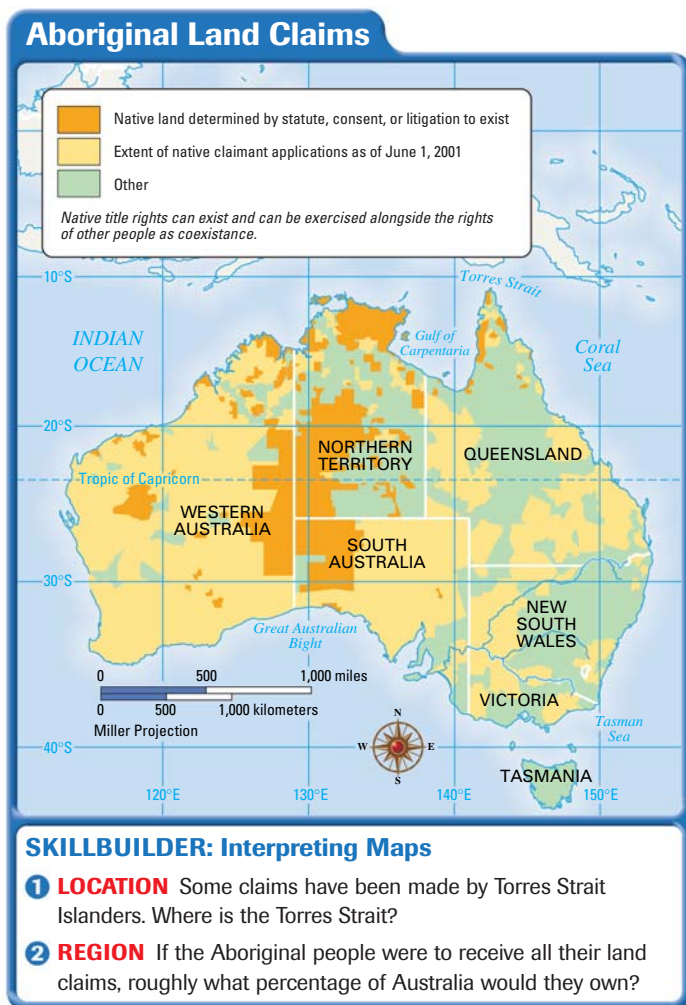 Aboriginal Land Claims
Native land determined by statute, consent, or litigation to exist
Extent of native claimant applications as of June 1, 2001
Other
Native title rights can exist and can be exercised alongside the rights
of other people as coexistance.
10°S
Torres Strait
INDIAN
OCEAN
Gulf of
Carpentaria
Coral
Sea
20°S
NORTHERN
TERRITORY
QUEENSLAND
Tropic of Capricorn
WESTERN
AUSTRALIA
SOUTH
AUSTRALIA
30°S
NEW
SOUTH
WALES
Great Australian
Bight
0 500 1,000 miles
0 500 1,000 kilometers
Miller Projection
VICTORIA
Tasman
Sea
N
W E
S
40°S
TASMANIA
120°E 130°E 140°E 150°E
SKILLBUILDER: Interpreting Maps
1 LOCATION Some claims have been made by Torres Strait
Islanders. Where is the Torres Strait?
2 REGION If the Aboriginal people were to receive all their land
claims, roughly what percentage of Australia would they own?